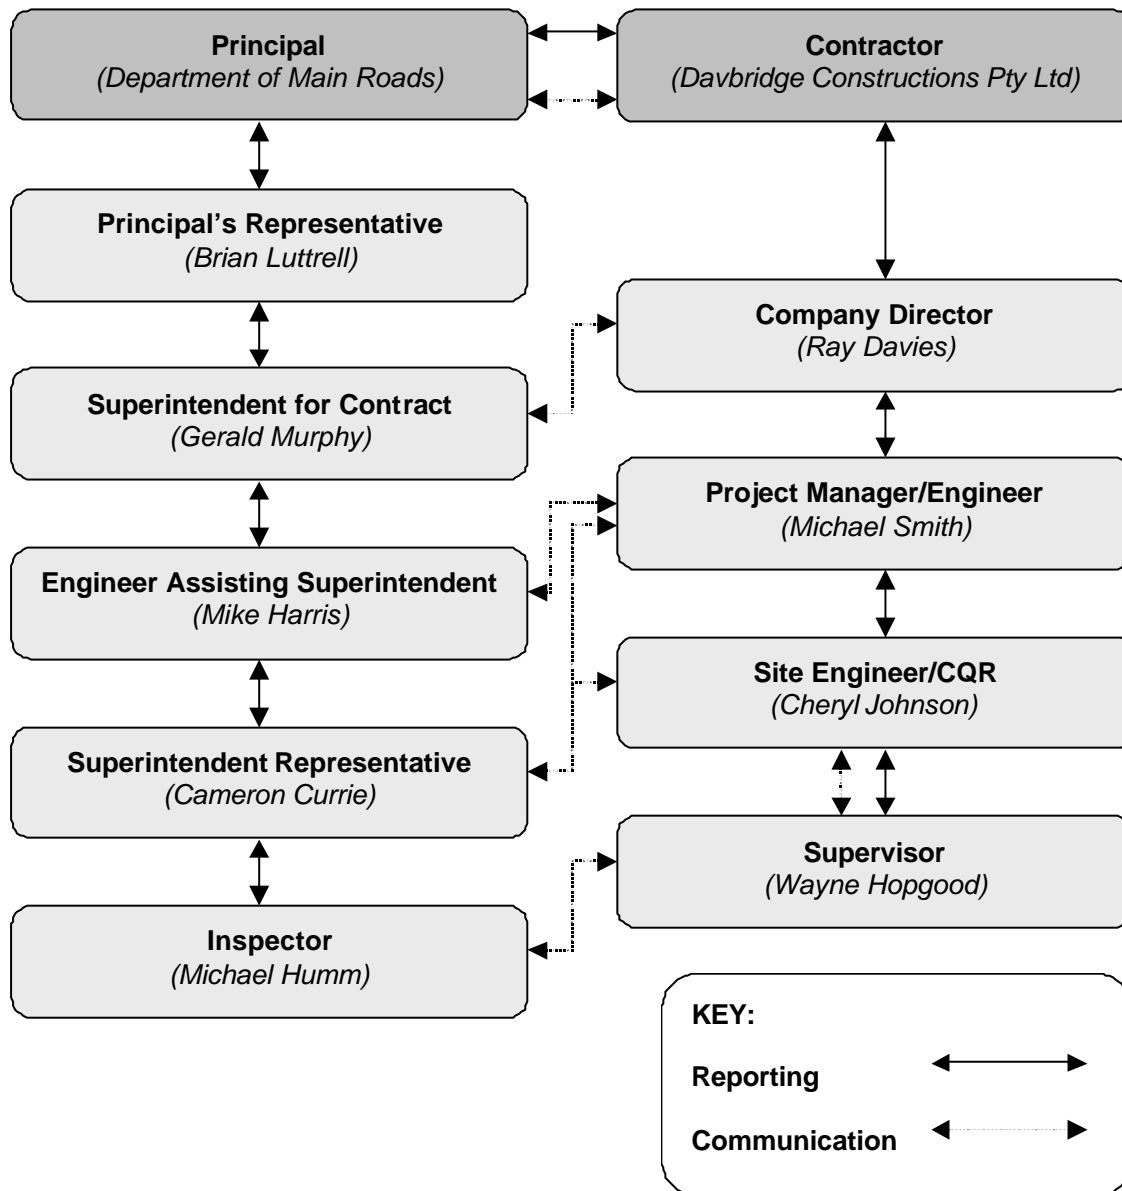 Principal
(Department of Main Roads)
Contractor
(Davbridge Constructions Pty Ltd)
Principal’s Representative
(Brian Luttrell)
Company Director
(Ray Davies)
Superintendent for Contract
(Gerald Murphy)
Project Manager/Engineer
(Michael Smith)
Engineer Assisting Superintendent
(Mike Harris)
Site Engineer/CQR
(Cheryl Johnson)
Superintendent Representative
(Cameron Currie)
Supervisor
(Wayne Hopgood)
Inspector
(Michael Humm)
KEY:
Reporting
Communication